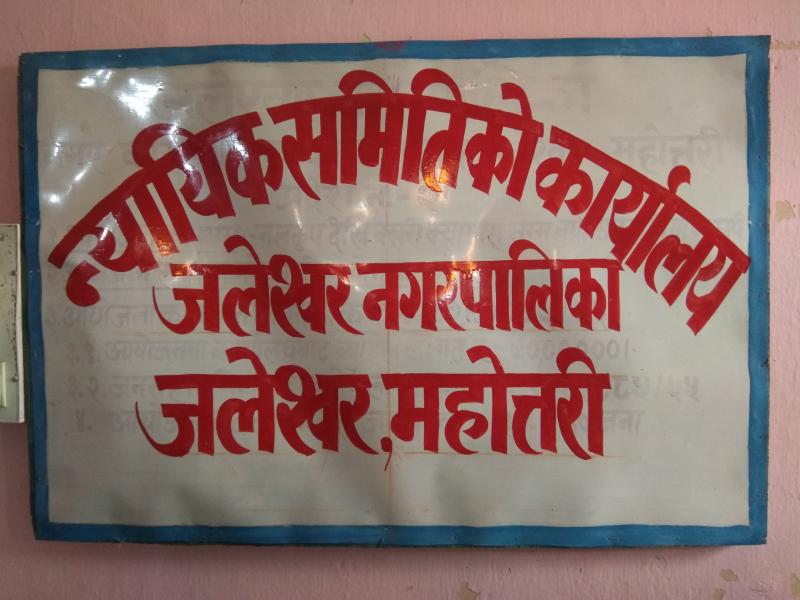 न्यायिक समितिको कार्यालय
जलेश्वर नगरपालिका
जलेश्वर, महोत्तरी